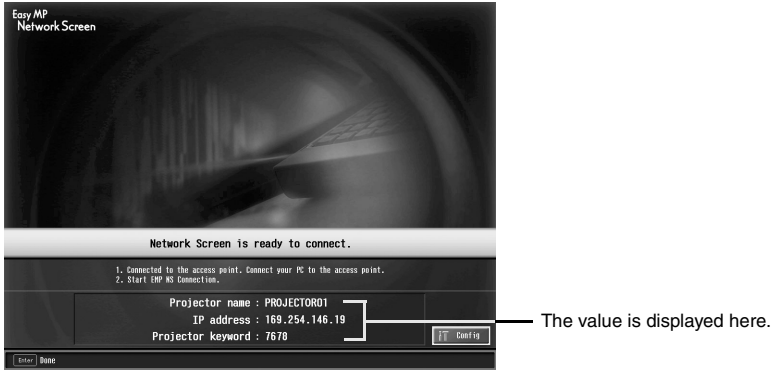 Easy MP
Network Screen
Network Screen is ready to connect.
1. Connected to the access point. Connect your PC to the access point.
2. Start EMP NS Connection.
Projector name : PROJECTOR01
IP address : 169.254.146.19
Projector keyword : 7678
The value is displayed here.
Config
Enter Done